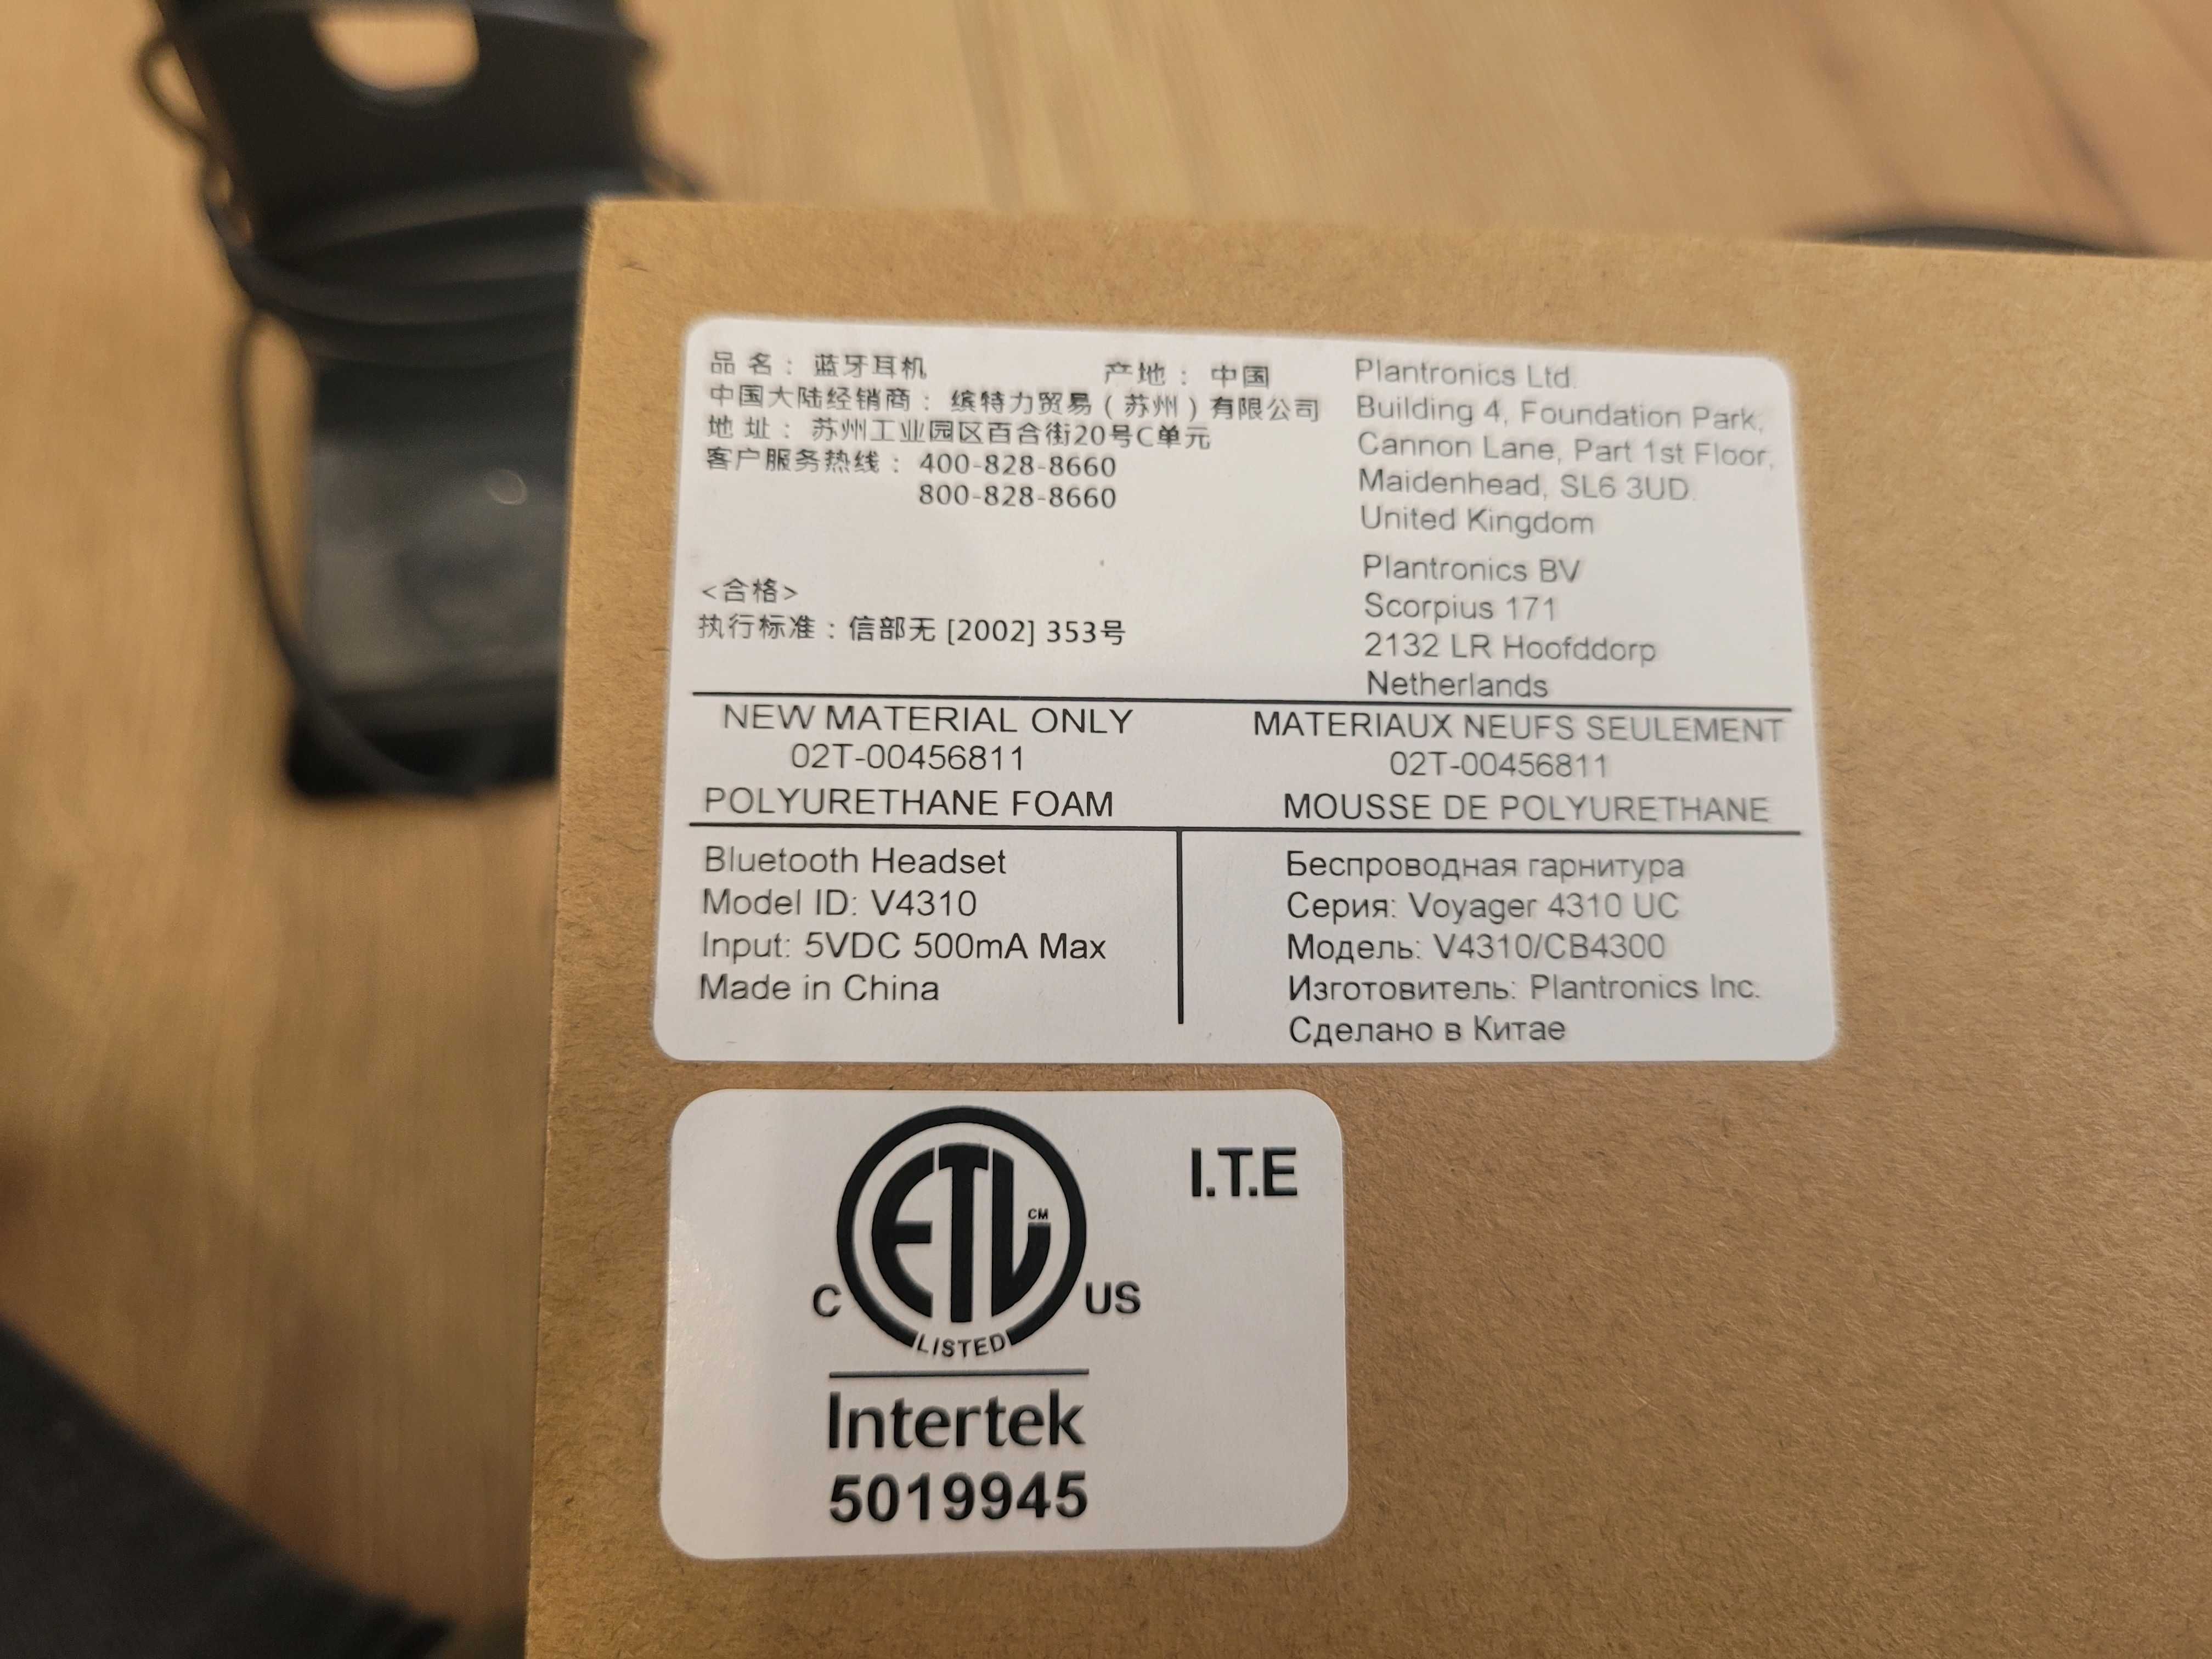 品 名： 蓝牙耳机 产地： 中国
中国大陆经销商： 缤特力贸易（苏州）有限公司
地 址： 苏州工业园区百合街20号C单元
客户服务热线： 400-828-8660
800-828-8660
<合格>
执行标准：信部无 [2002] 353号
Plantronics Ltd.
Building 4, Foundation Park,
Cannon Lane, Part 1st Floor,
Maidenhead, SL6 3UD.
United Kingdom
Plantronics BV
Scorpius 171
2132 LR Hoofddorp
Netherlands
NEW MATERIAL ONLY
02T-00456811
POLYURETHANE FOAM
MATERIAUX NEUFS SEULEMENT
02T-00456811
MOUSSE DE POLYURETHANE
Bluetooth Headset
Model ID: V4310
Input: 5VDC 500mA Max
Made in China
Беспроводная гарнитура
Серия: Voyager 4310 UC
Модель: V4310/CB4300
Изготовитель: Plantronics Inc.
Сделано в Китае
I.T.E
ETL CM
C US
LISTED
Intertek
5019945